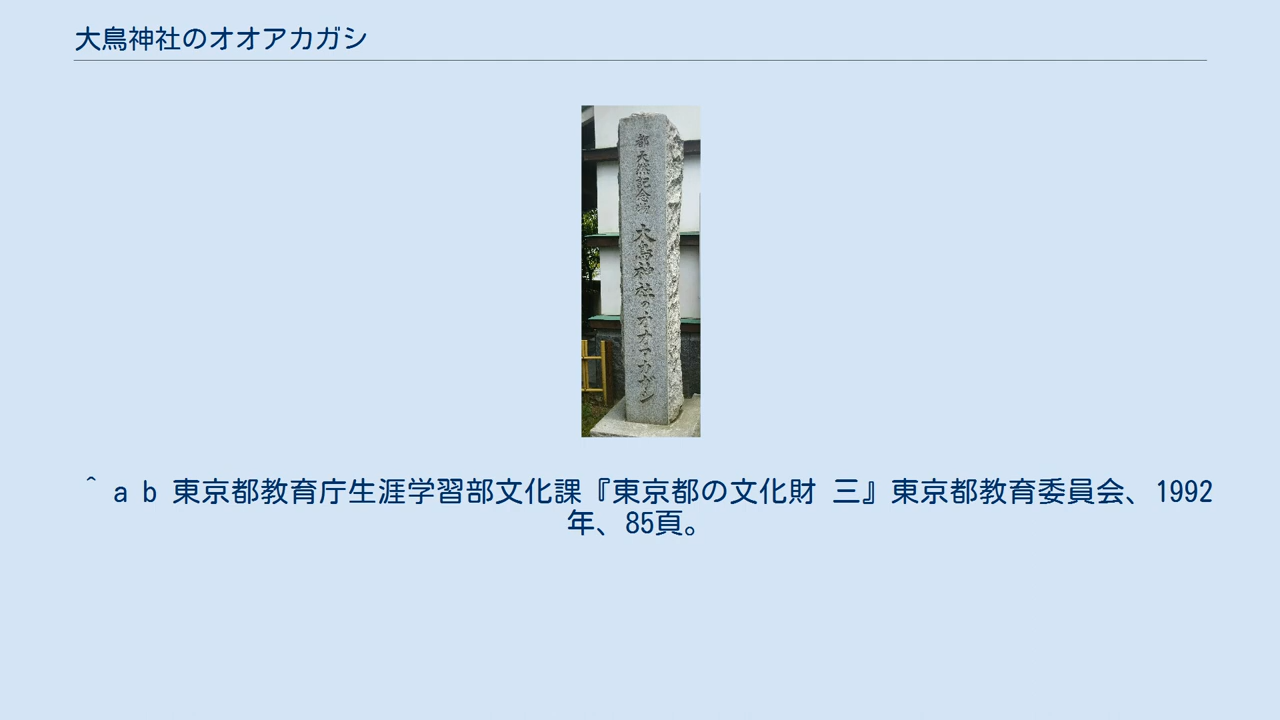 大鳥神社のオオアカガシ
都天然記念物 大鳥神社のオオアカガシ
^ a b 東京都教育庁生涯学習部文化課『東京都の文化財 三』東京都教育委員会、1992
年、85頁。